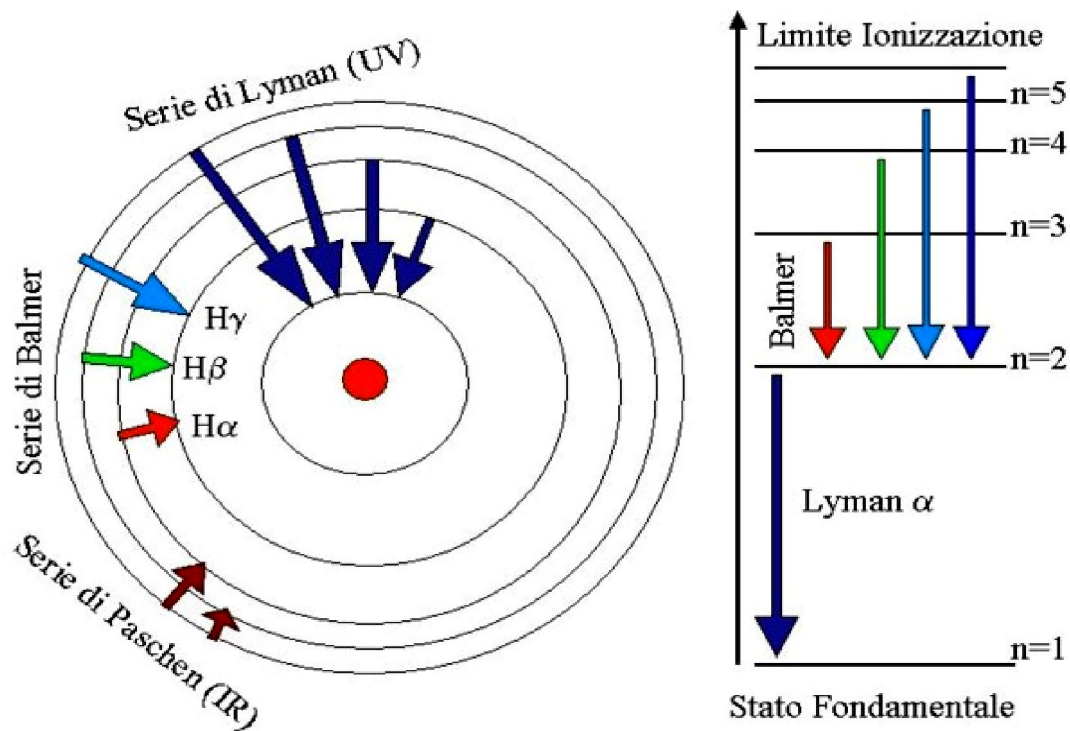 Serie di Lyman (UV)
Serie di Balmer
Hγ
Hβ
Hα
Serie di Paschen (IR)
Limite Ionizzazione
n=5
n=4
n=3
Balmer
n=2
Lyman α
n=1
Stato Fondamentale